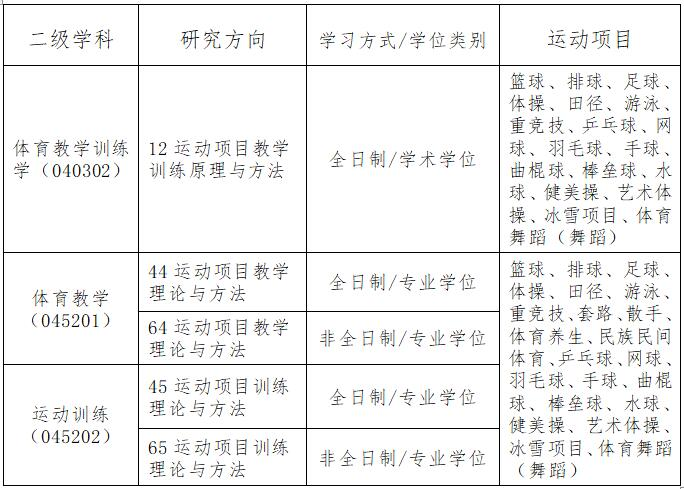 二级学科
研究方向
学习方式/学位类别
运动项目
体育教学训练
学（040302）
12 运动项目教学
训练原理与方法
全日制/学术学位
篮球、排球、足球、
体操、田径、游泳、
重竞技、乒乓球、网
球、羽毛球、手球、
曲棍球、棒垒球、水
球、健美操、艺术体
操、冰雪项目、体育
舞蹈（舞蹈）
体育教学
（045201）
44 运动项目教学
理论与方法
全日制/专业学位
64 运动项目教学
理论与方法
非全日制/专业学位
运动训练
（045202）
45 运动项目训练
理论与方法
全日制/专业学位
65 运动项目训练
理论与方法
非全日制/专业学位
篮球、排球、足球、
体操、田径、游泳、
重竞技、套路、散手、
体育养生、民族民间
体育、乒乓球、网球、
羽毛球、手球、曲棍
球、棒垒球、水球、
健美操、艺术体操、
冰雪项目、体育舞蹈
（舞蹈）